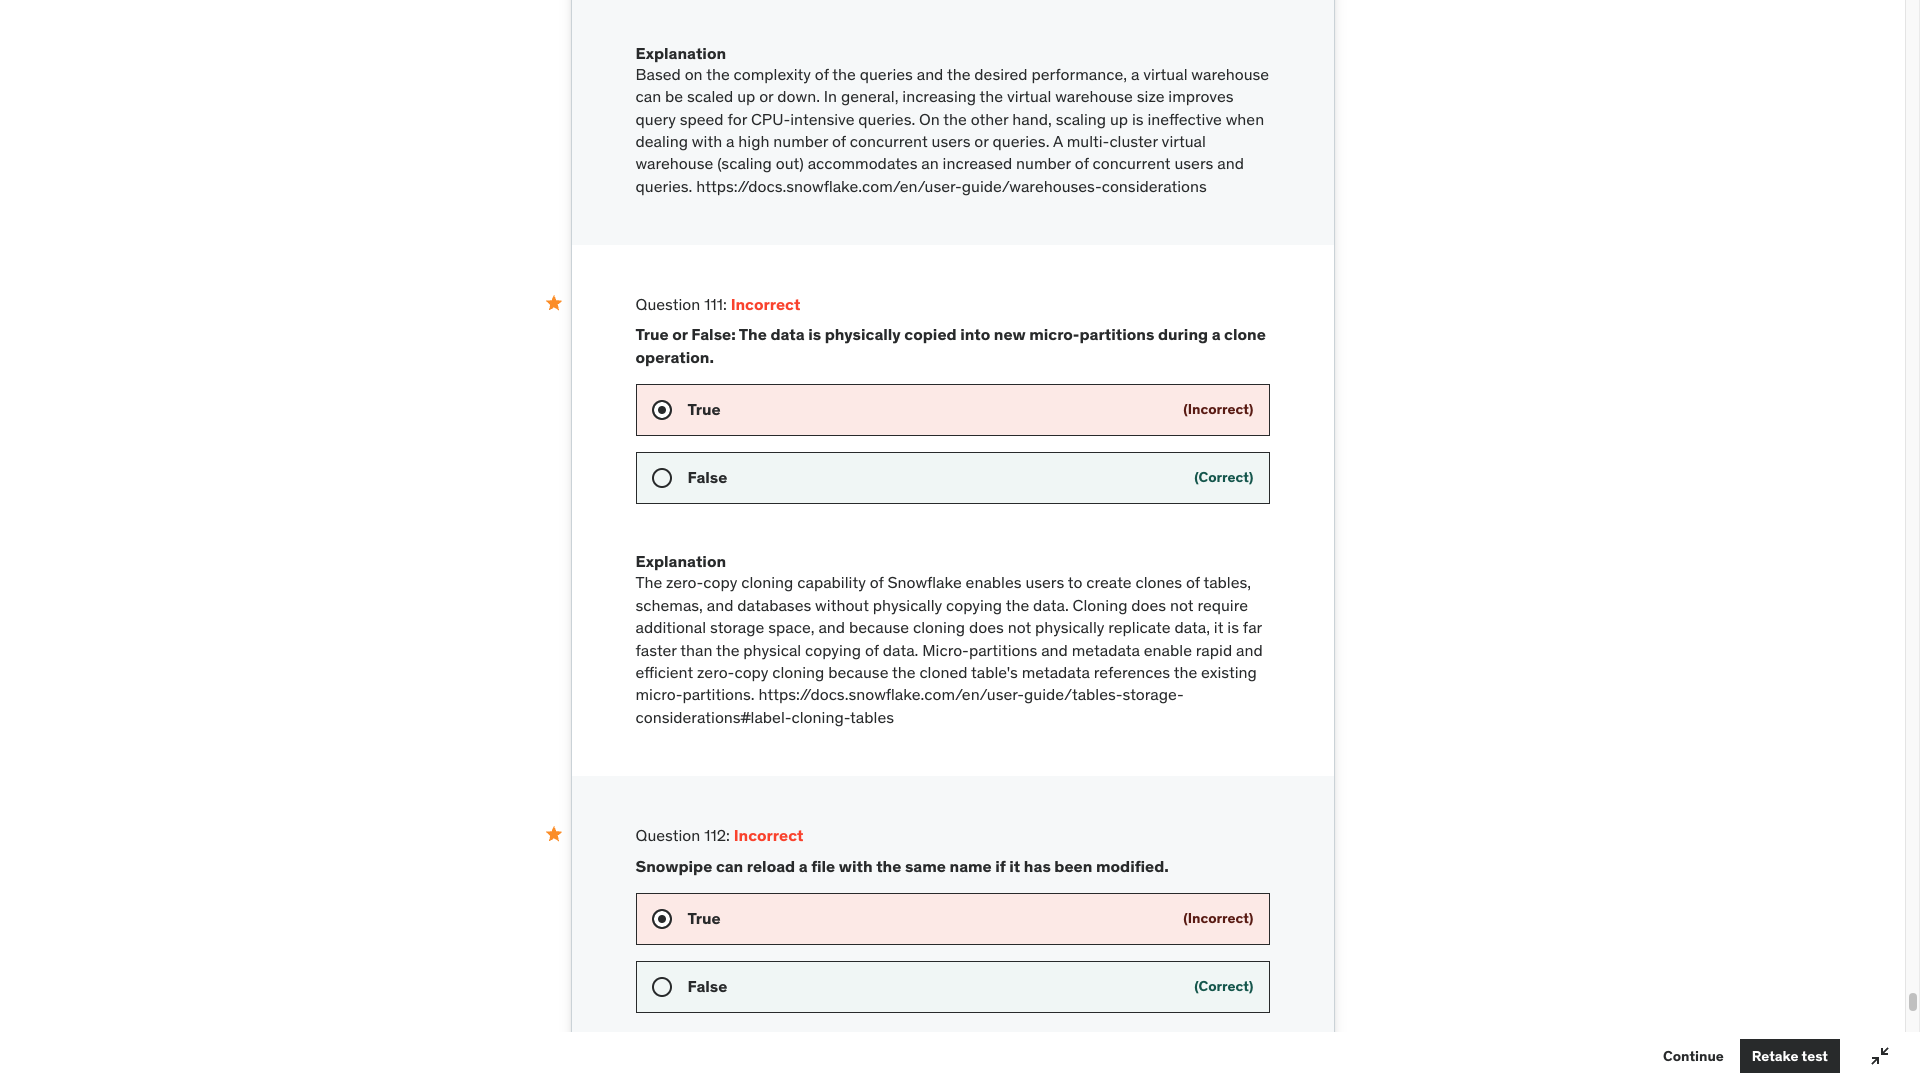 Explanation
Based on the complexity of the queries and the desired performance, a virtual warehouse
can be scaled up or down. In general, increasing the virtual warehouse size improves
query speed for CPU-intensive queries. On the other hand, scaling up is ineffective when
dealing with a high number of concurrent users or queries. A multi-cluster virtual
warehouse (scaling out) accommodates an increased number of concurrent users and
queries. https://docs.snowflake.com/en/user-guide/warehouses-considerations
Question 111: Incorrect
True or False: The data is physically copied into new micro-partitions during a clone
operation.
True (Incorrect)
False (Correct)
Explanation
The zero-copy cloning capability of Snowflake enables users to create clones of tables,
schemas, and databases without physically copying the data. Cloning does not require
additional storage space, and because cloning does not physically replicate data, it is far
faster than the physical copying of data. Micro-partitions and metadata enable rapid and
efficient zero-copy cloning because the cloned table's metadata references the existing
micro-partitions. https://docs.snowflake.com/en/user-guide/tables-storage-
considerations#label-cloning-tables
Question 112: Incorrect
Snowpipe can reload a file with the same name if it has been modified.
True (Incorrect)
False (Correct)
Continue Retake test